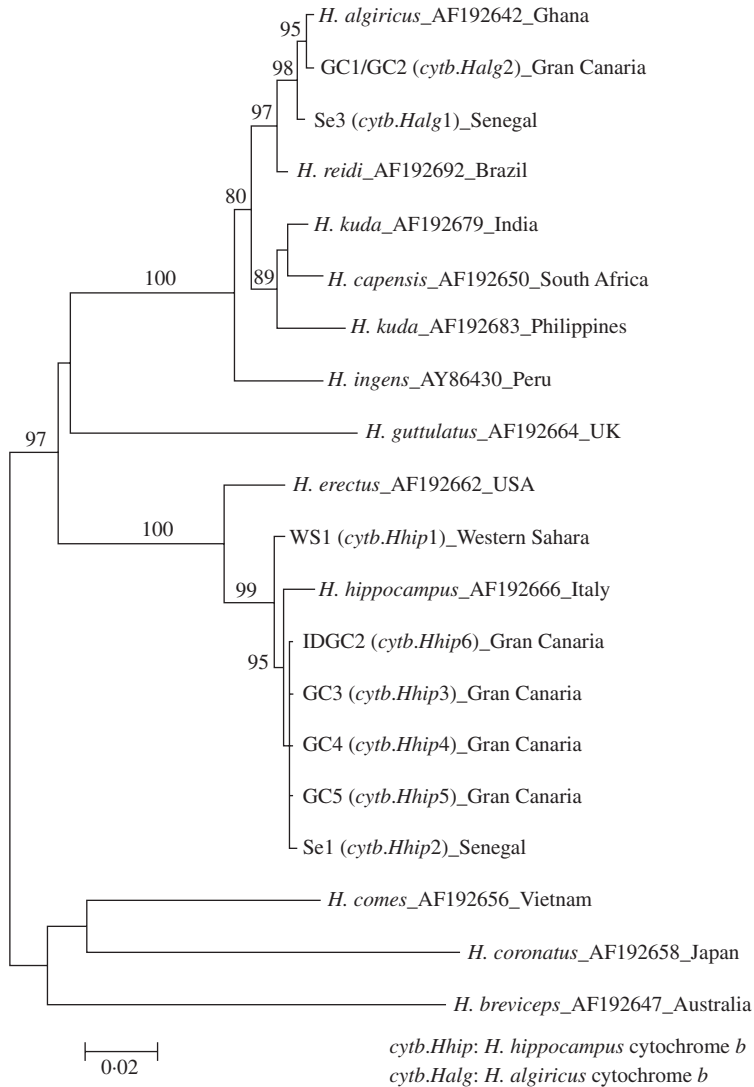 95
H. algiricus_AF192642_Ghana
98
GC1/GC2 (cytb.Halg2)_Gran Canaria
97
Se3 (cytb.Halg1)_Senegal
H. reidi_AF192692_Brazil
80
H. kuda_AF192679_India
89
H. capensis_AF192650_South Africa
100
H. kuda_AF192683_Philippines
H. ingens_AY86430_Peru
97
H. guttulatus_AF192664_UK
H. erectus_AF192662_USA
100
WS1 (cytb.Hhip1)_Western Sahara
99
H. hippocampus_AF192666_Italy
95
IDGC2 (cytb.Hhip6)_Gran Canaria
GC3 (cytb.Hhip3)_Gran Canaria
GC4 (cytb.Hhip4)_Gran Canaria
GC5 (cytb.Hhip5)_Gran Canaria
Se1 (cytb.Hhip2)_Senegal
H. comes_AF192656_Vietnam
H. coronatus_AF192658_Japan
H. breviceps_AF192647_Australia
0·02
cytb.Hhip: H. hippocampus cytochrome b
cytb.Halg: H. algiricus cytochrome b